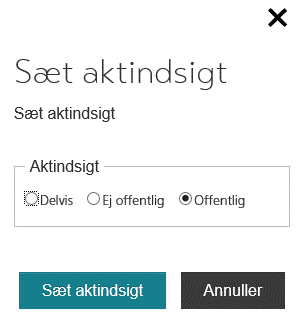 Sæt aktindsigt
Sæt aktindsigt
Aktindsigt
Delvis Ej offentlig Offentlig
Sæt aktindsigt Annuller